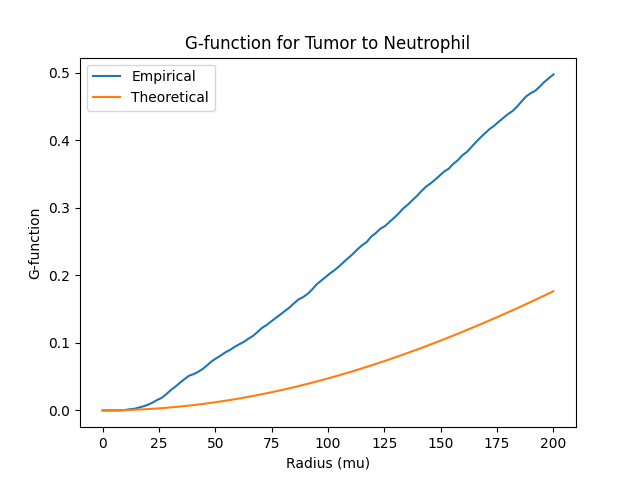 G-function for Tumor to Neutrophil
Empirical
Theoretical
G-function
0.5
0.4
0.3
0.2
0.1
0.0
0 25 50 75 100 125 150 175 200
Radius (mu)